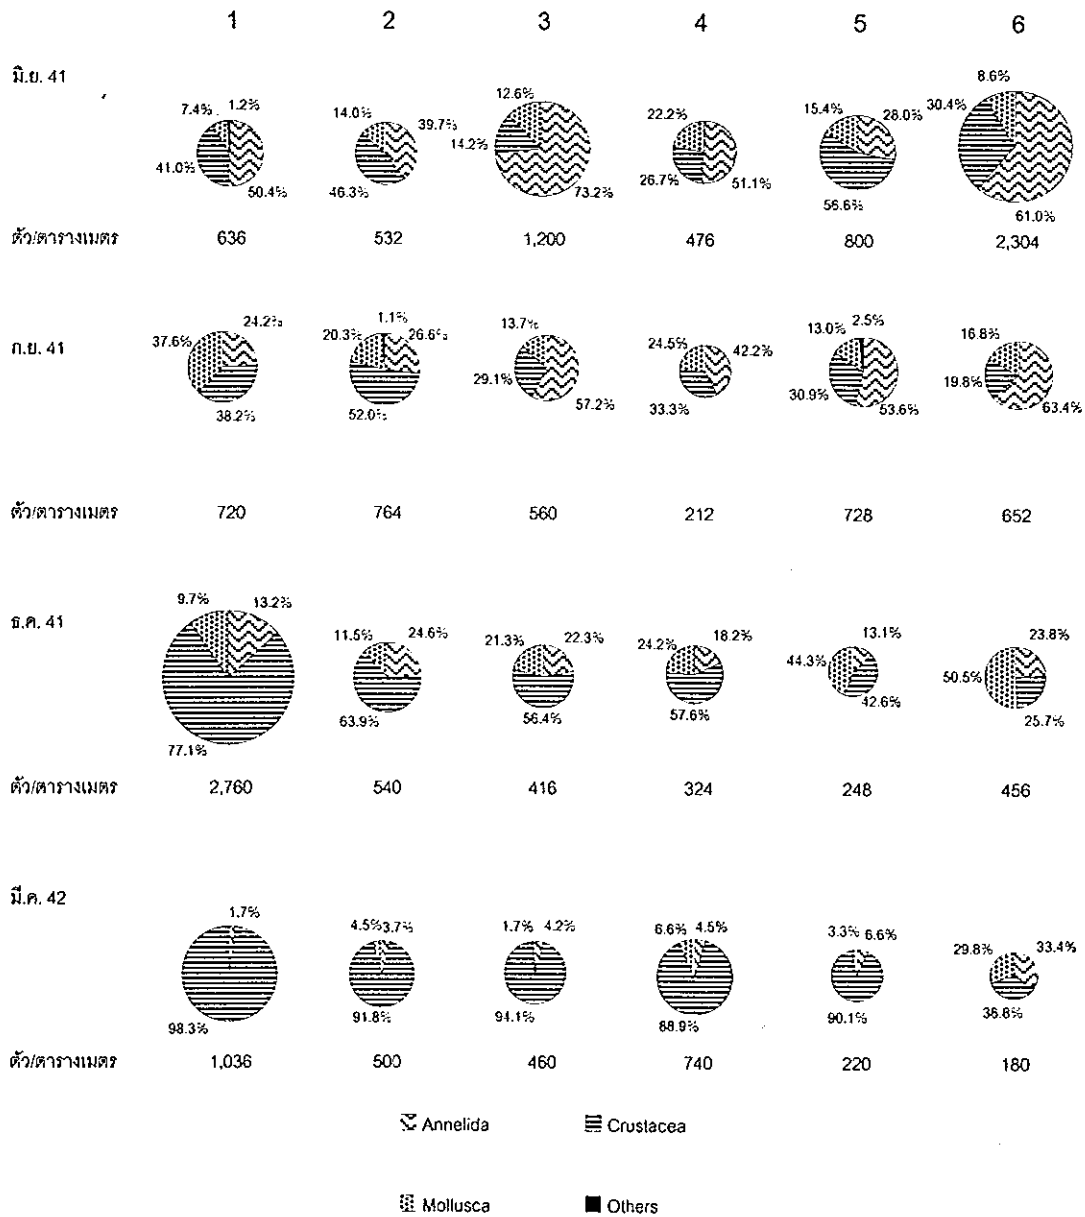 1 2 3 4 5 6
มิ.ย. 41
7.4% 1.2% 14.0% 39.7% 12.6% 22.2% 15.4% 28.0% 8.6%
41.0% 50.4% 46.3% 14.2% 73.2% 26.7% 51.1% 56.6% 30.4% 61.0%
ตัว/ตารางเมตร 636 532 1,200 476 800 2,304
ก.ย. 41
37.6% 24.2% 20.3% 1.1% 26.6% 13.7% 24.5% 42.2% 13.0% 2.5% 16.8%
38.2% 52.0% 29.1% 57.2% 33.3% 30.9% 53.6% 19.8% 63.4%
ตัว/ตารางเมตร 720 764 560 212 728 652
ธ.ค. 41
9.7% 13.2% 11.5% 24.6% 21.3% 22.3% 24.2% 18.2% 44.3% 13.1% 50.5% 23.8%
77.1% 63.9% 56.4% 57.6% 42.6% 25.7%
ตัว/ตารางเมตร 2,760 540 416 324 248 456
มี.ค. 42
1.7% 4.5% 3.7% 1.7% 4.2% 6.6% 4.5% 3.3% 6.6% 29.8% 33.4%
98.3% 91.8% 94.1% 88.9% 90.1% 36.8%
ตัว/ตารางเมตร 1,036 500 460 740 220 180
Annelida Crustacea
Mollusca Others